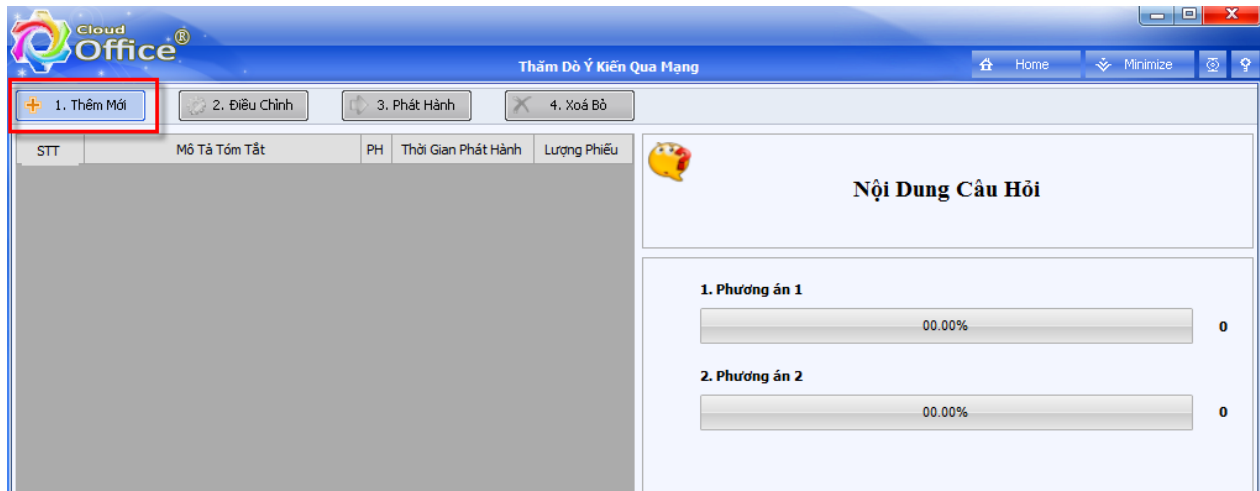 Cloud
Office®
Thăm Dò Ý Kiến Qua Mạng
Home
Minimize
1. Thêm Mới
2. Điều Chỉnh
3. Phát Hành
4. Xoá Bỏ
STT
Mô Tả Tóm Tắt
PH
Thời Gian Phát Hành
Lượng Phiếu
Nội Dung Câu Hỏi
1. Phương án 1
00.00%
0
2. Phương án 2
00.00%
0